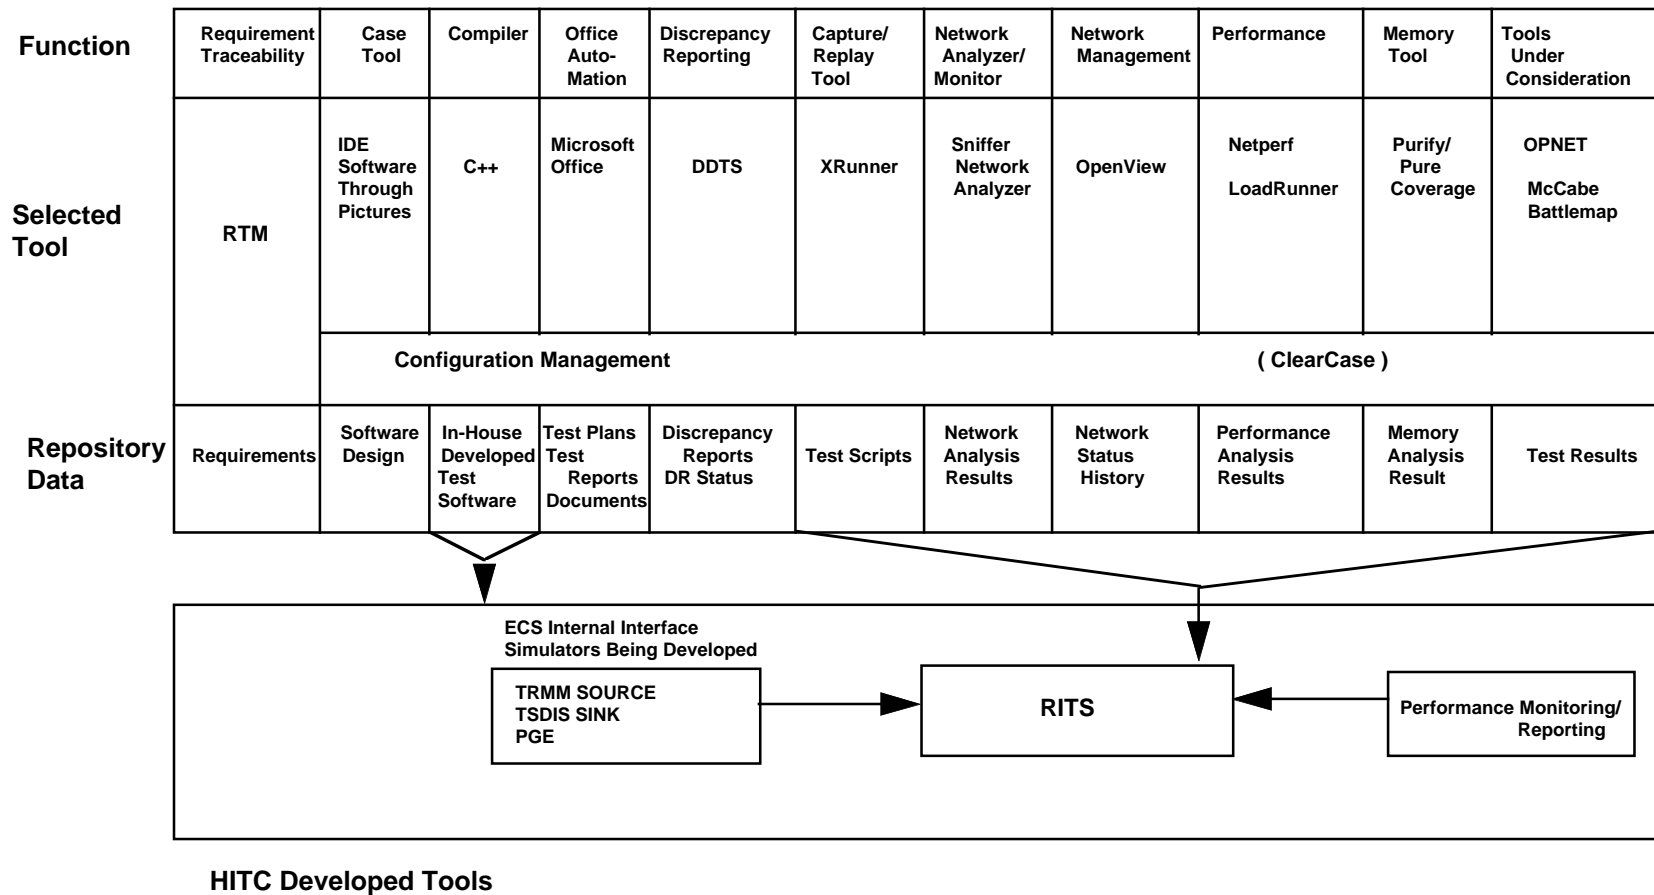 Function
Requirement
Traceability
Case
Tool
Compiler
Office
Auto-
Mation
Discrepancy
Reporting
Capture/
Replay
Tool
Network
Analyzer/
Monitor
Network
Management
Performance
Memory
Tool
Tools
Under
Consideration
Selected
Tool
RTM
IDE
Software
Through
Pictures
C++
Microsoft
Office
DDTS
XRunner
Sniffer
Network
Analyzer
OpenView
Netperf
LoadRunner
Purify/
Pure
Coverage
OPNET
McCabe
Battlemap
Configuration Management
( ClearCase )
Repository
Data
Requirements
Software
Design
In-House
Developed
Test
Software
Test Plans
Test
Reports
Documents
Discrepancy
Reports
DR Status
Test Scripts
Network
Analysis
Results
Network
Status
History
Performance
Analysis
Results
Memory
Analysis
Result
Test Results
ECS Internal Interface
Simulators Being Developed
TRMM SOURCE
TSDIS SINK
PGE
RITS
Performance Monitoring/
Reporting
HITC Developed Tools